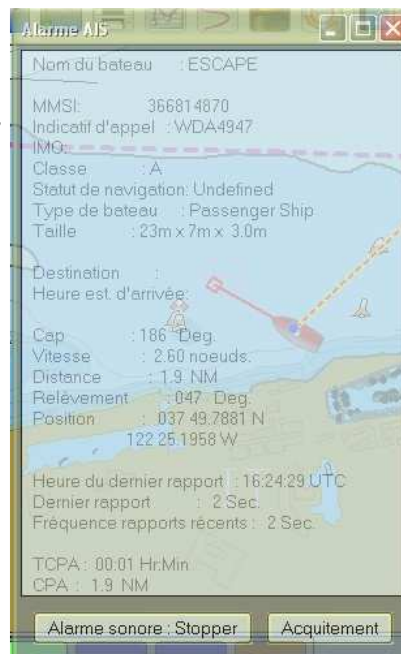 Alarme AIS
Nom du bateau : ESCAPE
MMSI: 366814870
Indicatif d'appel : WDA4947
IMO:
Classe : A
Statut de navigation: Undefined
Type de bateau : Passenger Ship
Taille : 23m x 7m x 3.0m
Destination :
Heure est. d'arrivée:
Cap : 186 Deg.
Vitesse : 2.60 noeuds.
Distance : 1.9 NM
Relèvement : 047 Deg.
Position : 037 49.7881 N
122 25.1958 W
Heure du dernier rapport : 16:24:29 UTC
Dernier rapport : 2 Sec.
Fréquence rapports récents : 2 Sec.
TCPA : 00:01 Hr:Min
CPA : 1.9 NM
Alarme sonore : Stopper
Acquitement